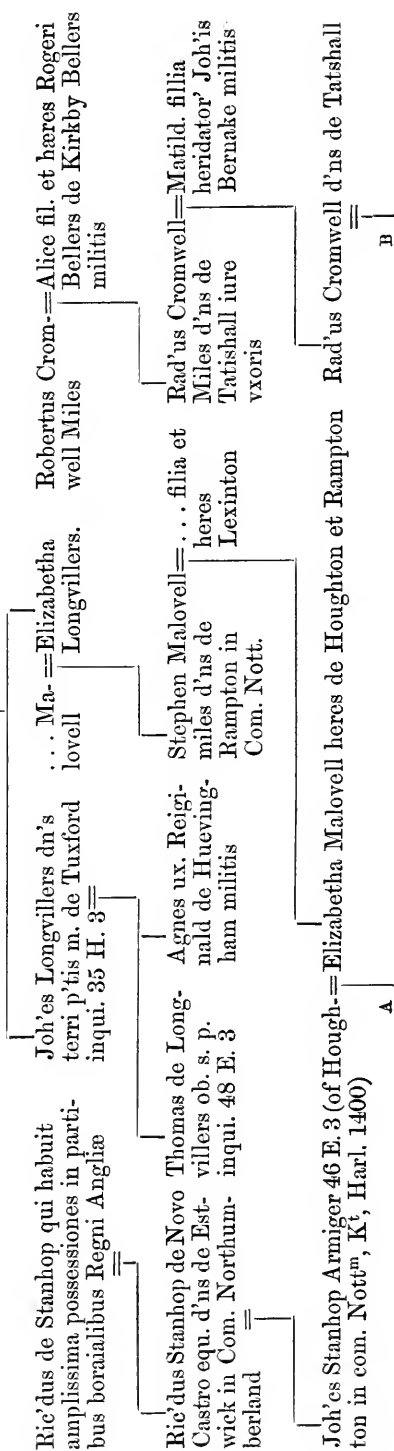 Ric'dus de Stanhop qui habuit
amplissima possessiones in parti-
bus boraialibus Regni Angliæ
Joh'es Longvillers dn's
terri p'tis m. de Tuxford
inqui. 35 H. 3
... Ma-=Elizabetha
lovell Longvillers.
Robertus Crom-=Alice fil. et hæres Rogeri
well Miles Bellers de Kirkby Bellers
militis
Ric'dus Stanhop de Novo
Castro equ. d'ns de Est-
wick in Com. Northum-
berland
Thomas de Long-
villers ob. s. p.
inqui. 48 E. 3
Agnes ux. Reigi-
nald de Hueving-
ham militis
Stephen Malovell=... filia et
miles d'ns de heres
Rampton in Lexinton
Com. Nott.
Rad'us Cromwell=Matild. fillia
Miles d'ns de heridator' Joh'is
Tatishall iure Bernake militis
vxoris
Joh'es Stanhop Armiger 46 E. 3 (of Hough-=Elizabetha Malovell heres de Houghton et Rampton
ton in com. Nottᵐ, Kᵗ, Harl. 1400)
Rad'us Cromwell d'ns de Tatshall
A
B